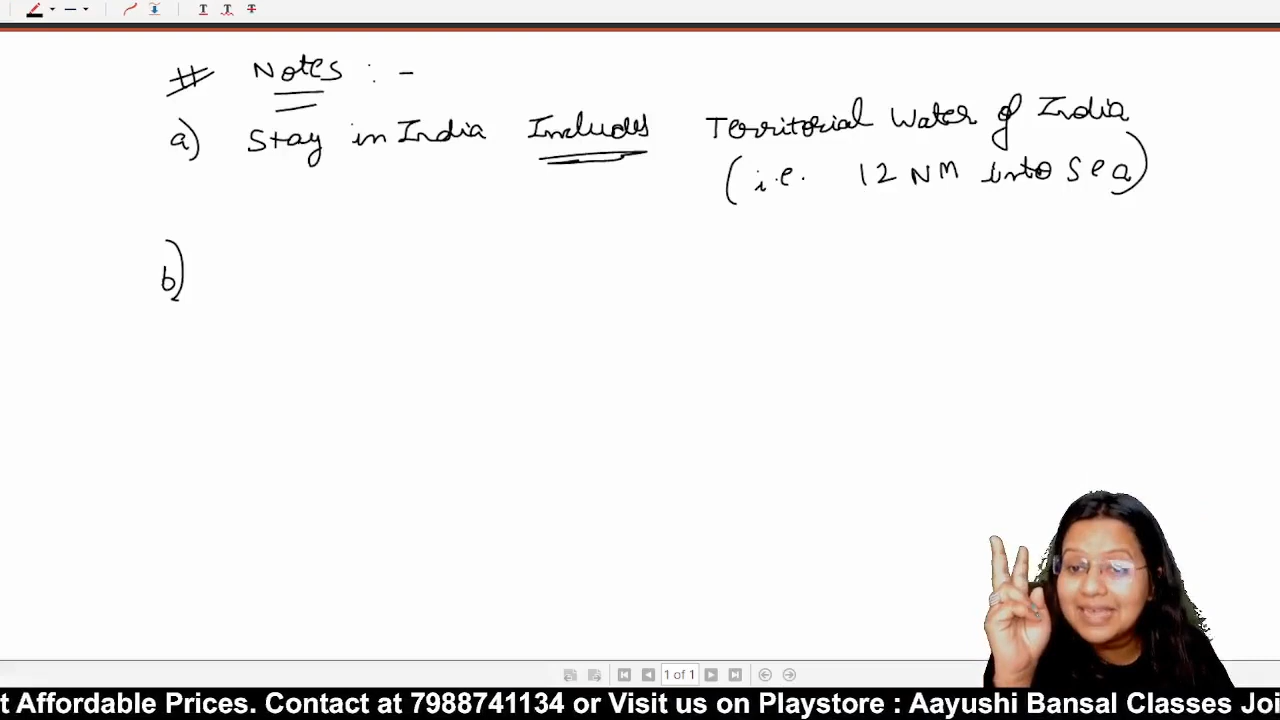 # Notes : -
a) Stay in India Includes Territorial Water of India
(i.e. 12 NM into Sea)
b)
1 of 1
t Affordable Prices. Contact at 7988741134 or Visit us on Playstore : Aayushi Bansal Classes Joi